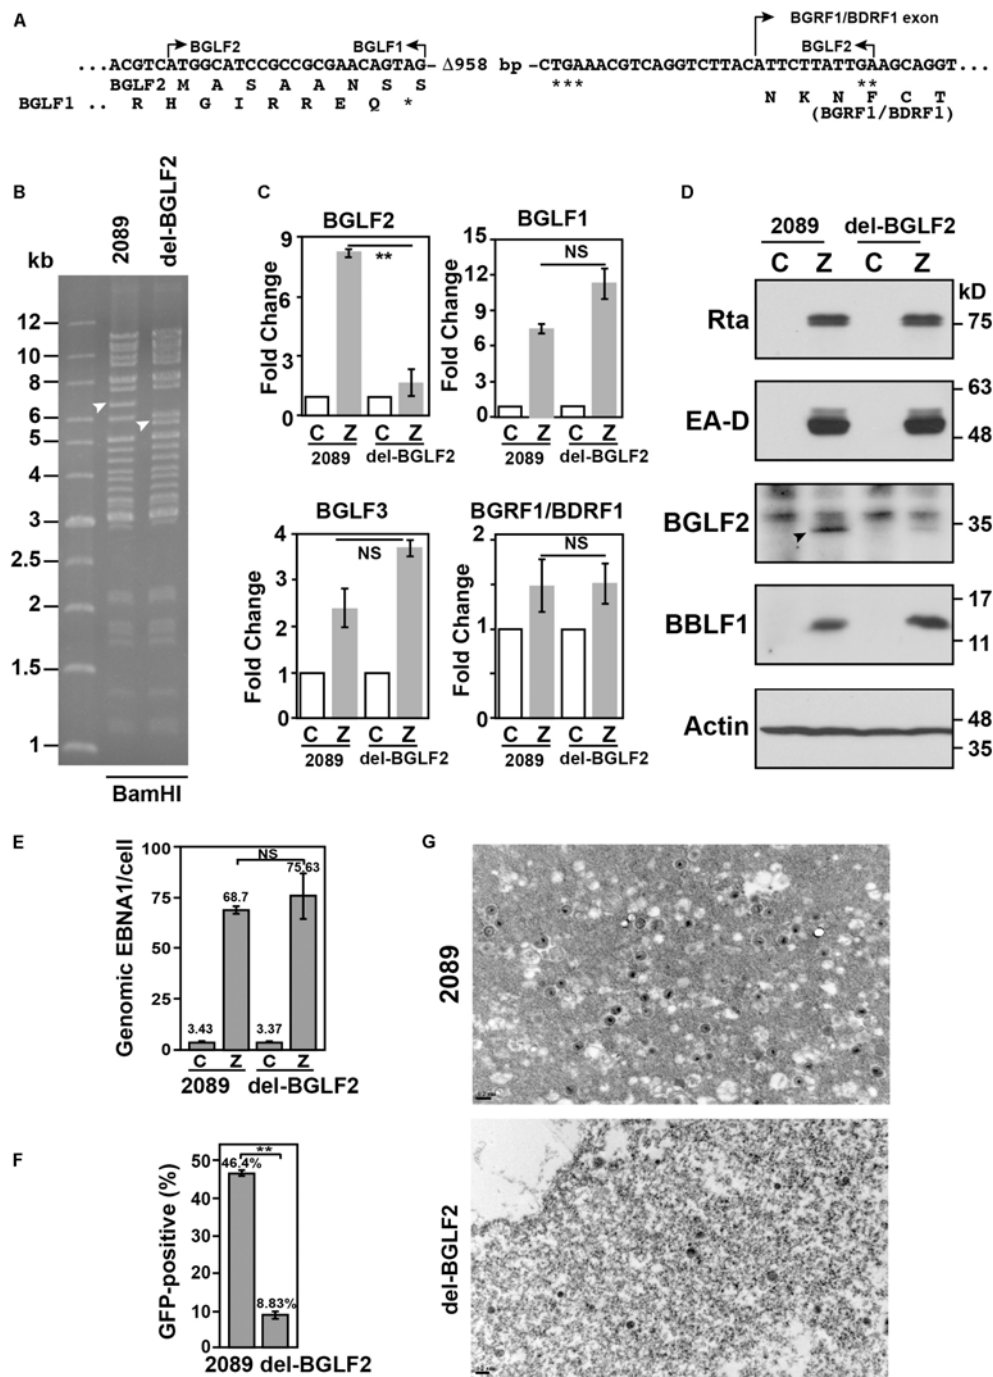 A
BGRF1/BDRF1 exon
BGLF2 BGLF1 BGLF2
...ACGTCATGGCATCCGCCGCGAACAGTAG- Δ958 bp -CTGAAACGTCAGGTCTTACATTCTTATTGAAGCAGGT...
BGLF2 M A S A A N S S *** **
BGLF1 .. R H G I R R E Q * N K N F C T
(BGRF1/BDRF1)
B
2089
del-BGLF2
kb
12
10
8
6
5
4
3
2.5
2
1.5
1
BamHI
C
BGLF2
Fold Change
9
6
3
0
**
C Z C Z
2089 del-BGLF2
BGLF1
Fold Change
15
12
9
6
3
0
NS
C Z C Z
2089 del-BGLF2
BGLF3
Fold Change
4
3
2
1
0
NS
C Z C Z
2089 del-BGLF2
BGRF1/BDRF1
Fold Change
2
1
0
NS
C Z C Z
2089 del-BGLF2
D
2089 del-BGLF2
C Z C Z
kD
Rta
75
EA-D
63
48
BGLF2
35
BBLF1
17
11
Actin
48
35
E
Genomic EBNA1/cell
100
75
50
25
0
NS
3.43
68.7
3.37
75.63
C Z C Z
2089 del-BGLF2
F
GFP-positive (%)
50
40
30
20
10
0
**
46.4%
8.83%
2089 del-BGLF2
G
2089
del-BGLF2